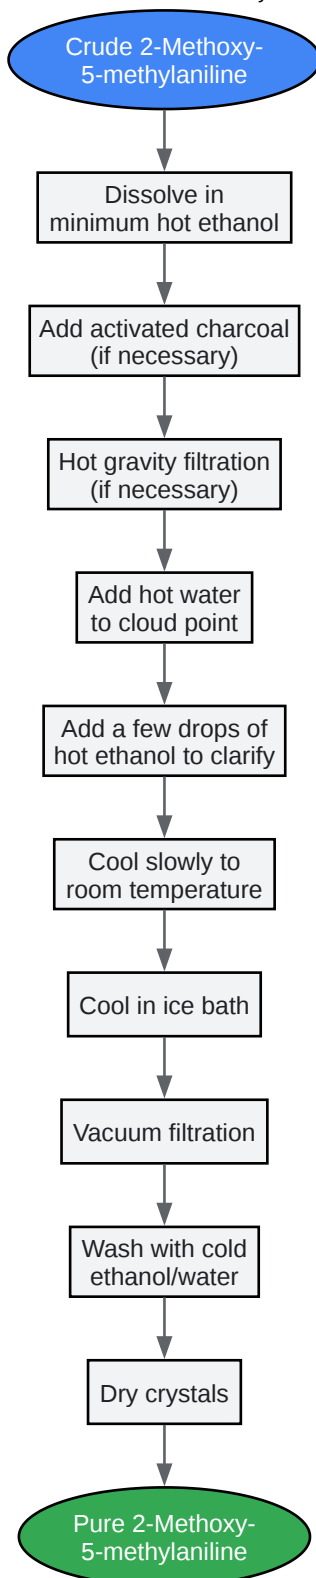 Crude 2-Methoxy-
5-methylaniline
Dissolve in
minimum hot ethanol
Add activated charcoal
(if necessary)
Hot gravity filtration
(if necessary)
Add hot water
to cloud point
Add a few drops of
hot ethanol to clarify
Cool slowly to
room temperature
Cool in ice bath
Vacuum filtration
Wash with cold
ethanol/water
Dry crystals
Pure 2-Methoxy-
5-methylaniline